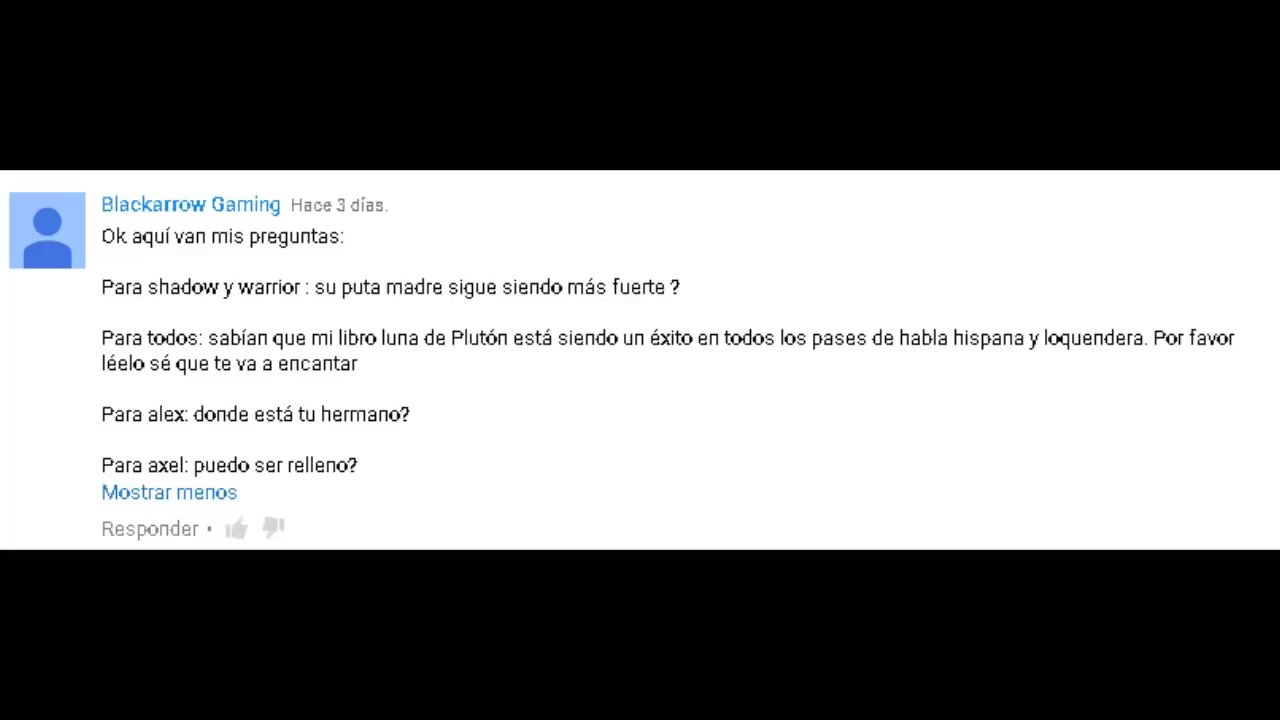 Blackarrow Gaming Hace 3 días.
Ok aquí van mis preguntas:
Para shadow y warrior : su puta madre sigue siendo más fuerte ?
Para todos: sabían que mi libro luna de Plutón está siendo un éxito en todos los pases de habla hispana y loquendera. Por favor
léelo sé que te va a encantar
Para alex: donde está tu hermano?
Para axel: puedo ser relleno?
Mostrar menos
Responder •